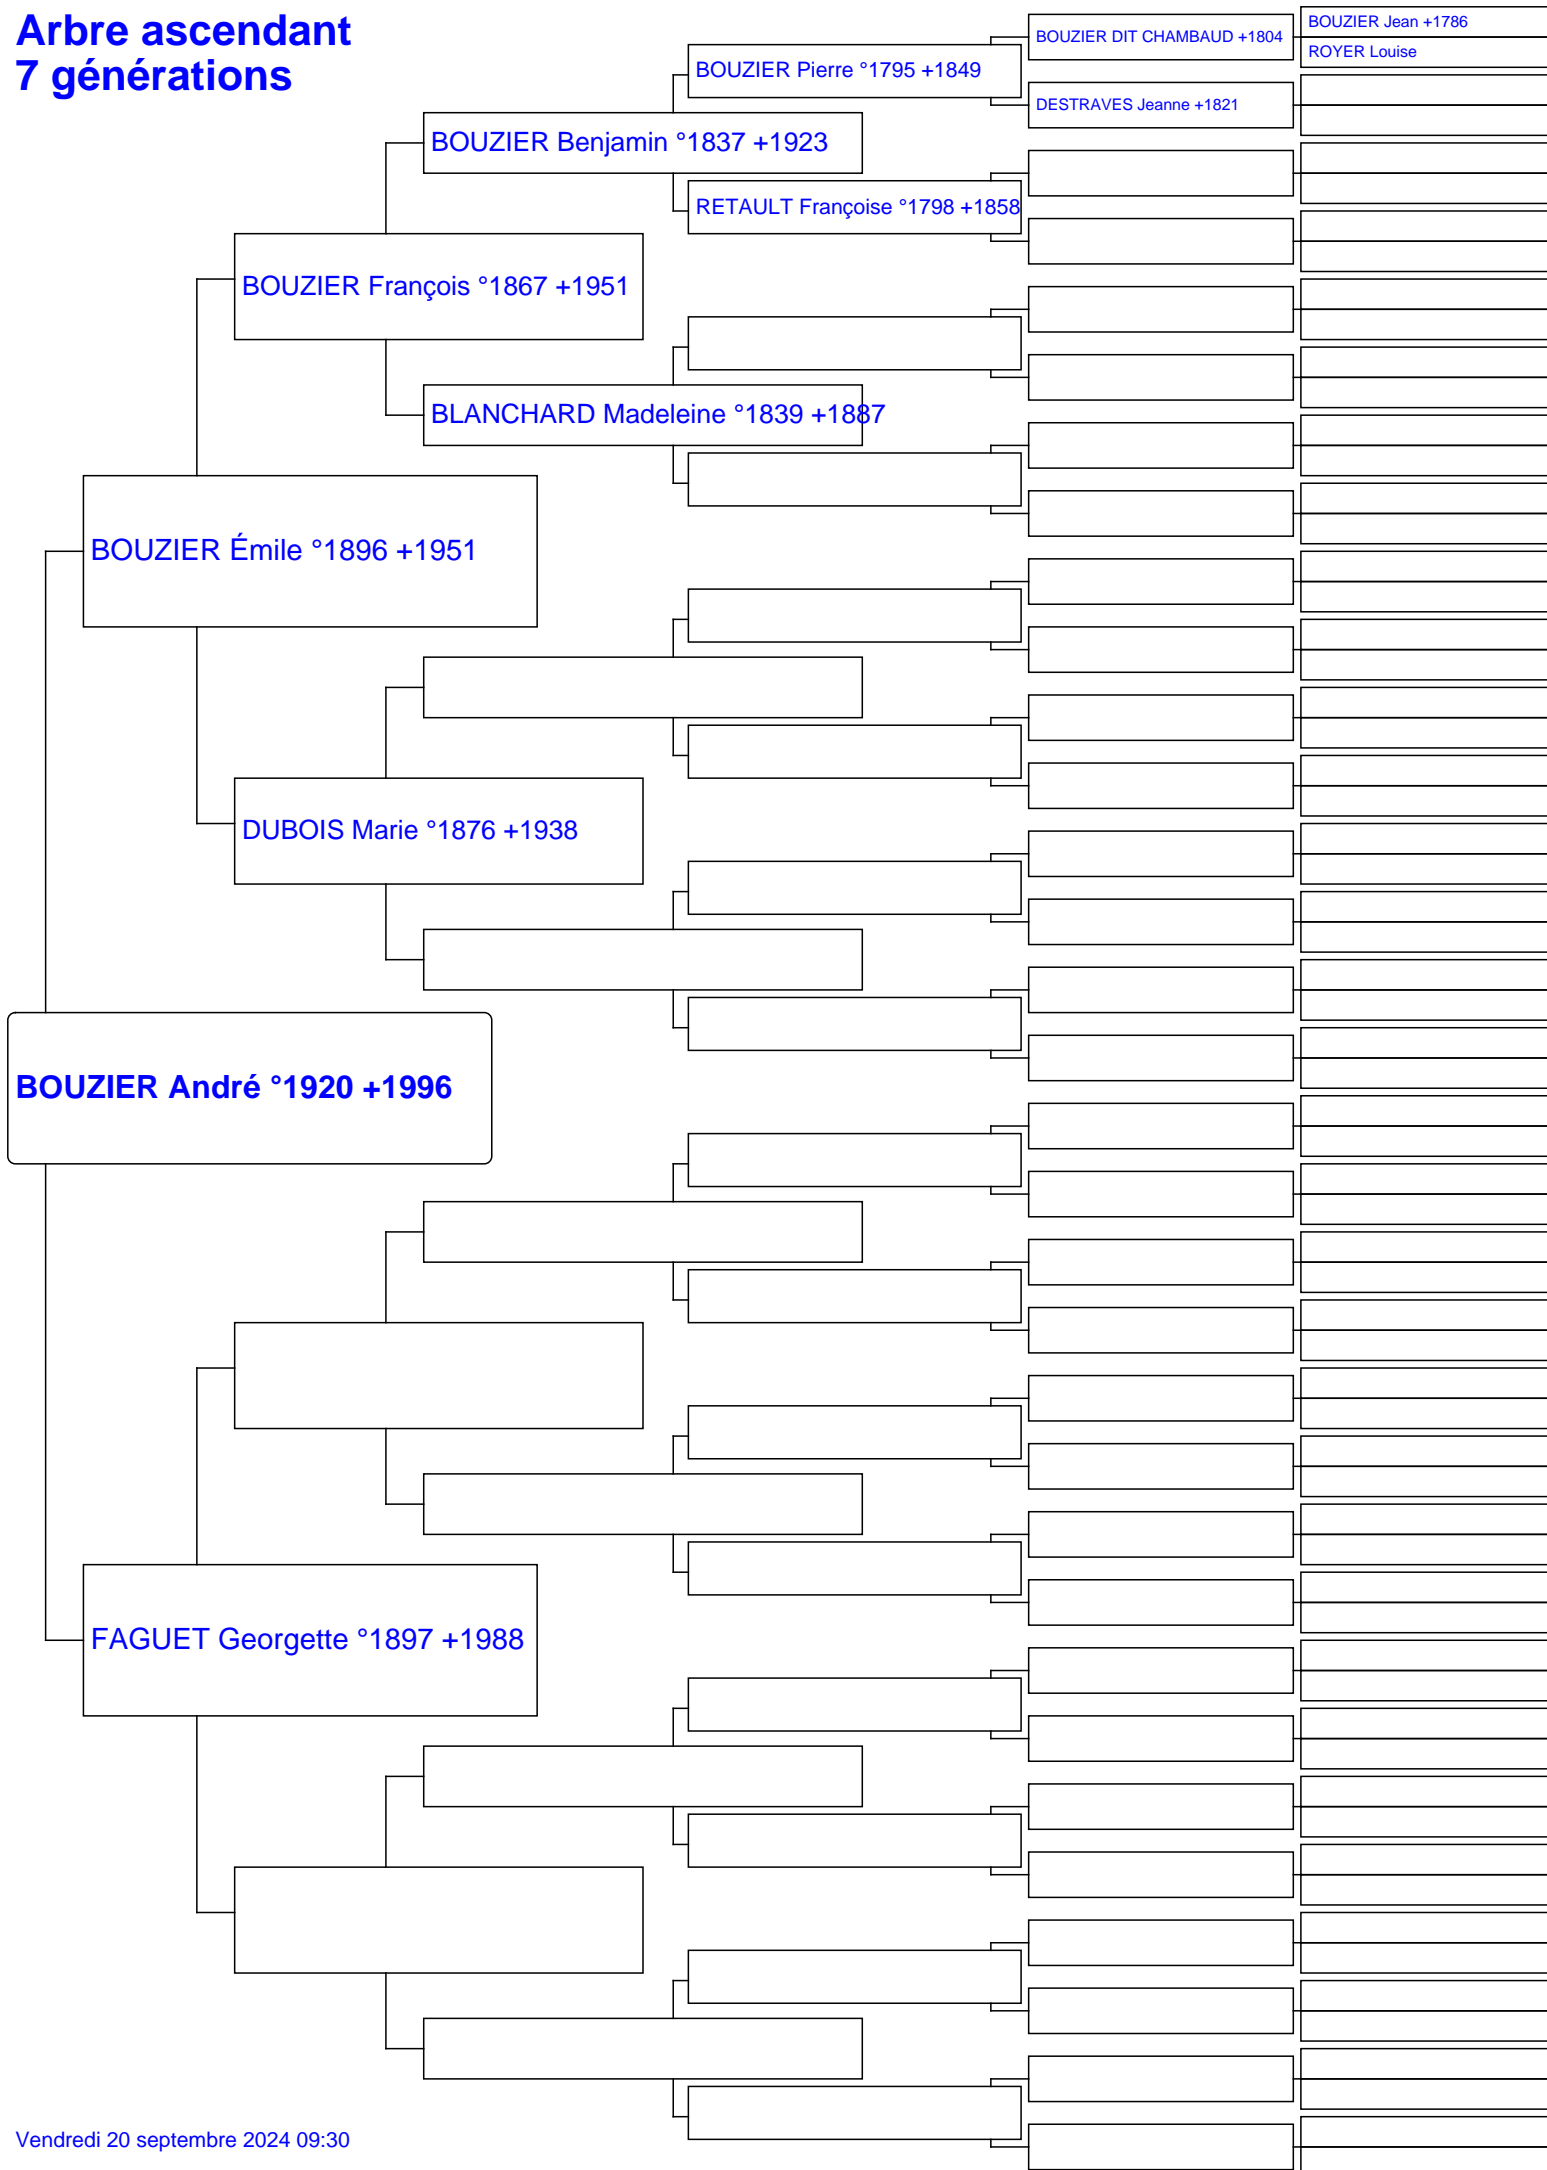 Arbre ascendant
7 générations
BOUZIER Jean +1786
BOUZIER DIT CHAMBAUD +1804
ROYER Louise
BOUZIER Pierre °1795 +1849
DESTRAVES Jeanne +1821
BOUZIER Benjamin °1837 +1923
RETAULT Françoise °1798 +1858
BOUZIER François °1867 +1951
BLANCHARD Madeleine °1839 +1887
BOUZIER Émile °1896 +1951
DUBOIS Marie °1876 +1938
BOUZIER André °1920 +1996
FAGUET Georgette °1897 +1988
Vendredi 20 septembre 2024 09:30